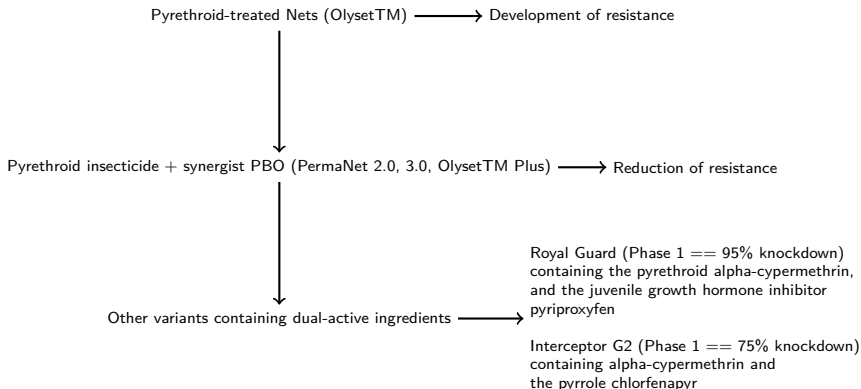 Pyrethroid-treated Nets (OlysetTM)
Development of resistance
Pyrethroid insecticide + synergist PBO (PermaNet 2.0, 3.0, OlysetTM Plus)
Reduction of resistance
Other variants containing dual-active ingredients
Royal Guard (Phase 1 == 95% knockdown)
containing the pyrethroid alpha-cypermethrin,
and the juvenile growth hormone inhibitor
pyriproxyfen
Interceptor G2 (Phase 1 == 75% knockdown)
containing alpha-cypermethrin and
the pyrrole chlorfenapyr